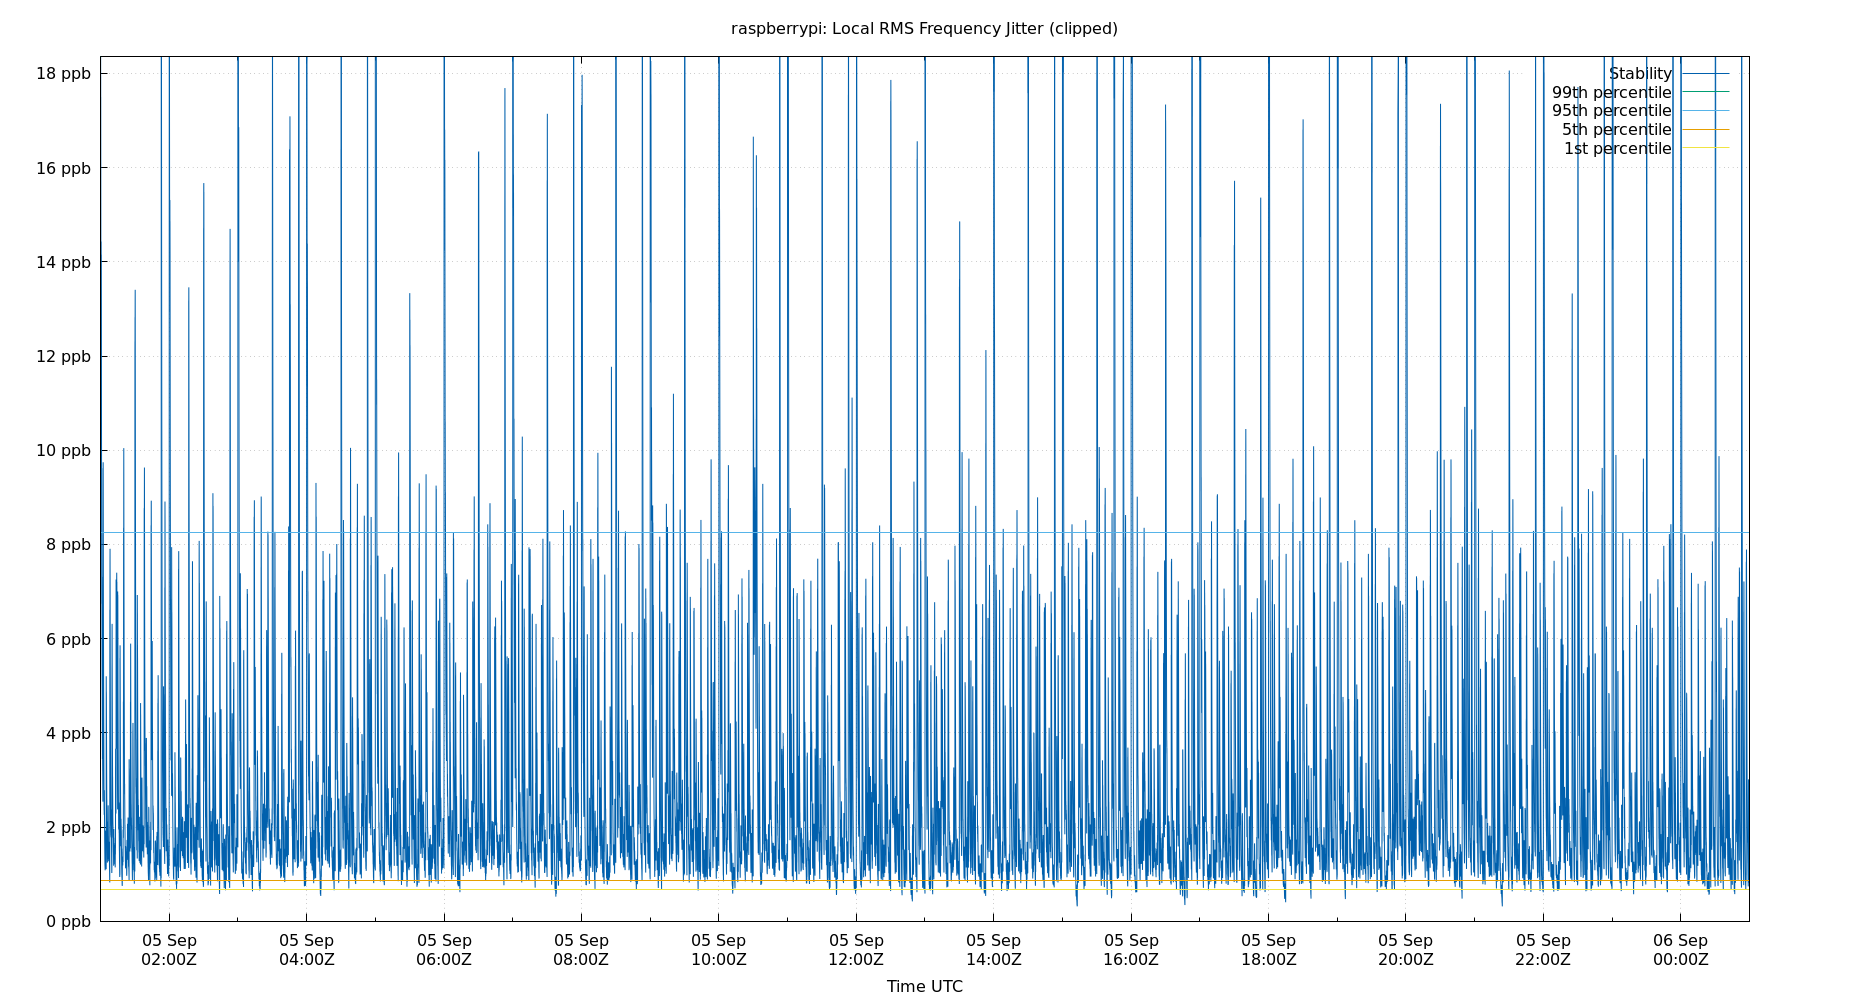 raspberrypi: Local RMS Frequency Jitter (clipped)
18 ppb
16 ppb
14 ppb
12 ppb
10 ppb
8 ppb
6 ppb
4 ppb
2 ppb
0 ppb
Stability
99th percentile
95th percentile
5th percentile
1st percentile
05 Sep 05 Sep 05 Sep 05 Sep 05 Sep 05 Sep 05 Sep 05 Sep 05 Sep 05 Sep 05 Sep 06 Sep
02:00Z 04:00Z 06:00Z 08:00Z 10:00Z 12:00Z 14:00Z 16:00Z 18:00Z 20:00Z 22:00Z 00:00Z
Time UTC